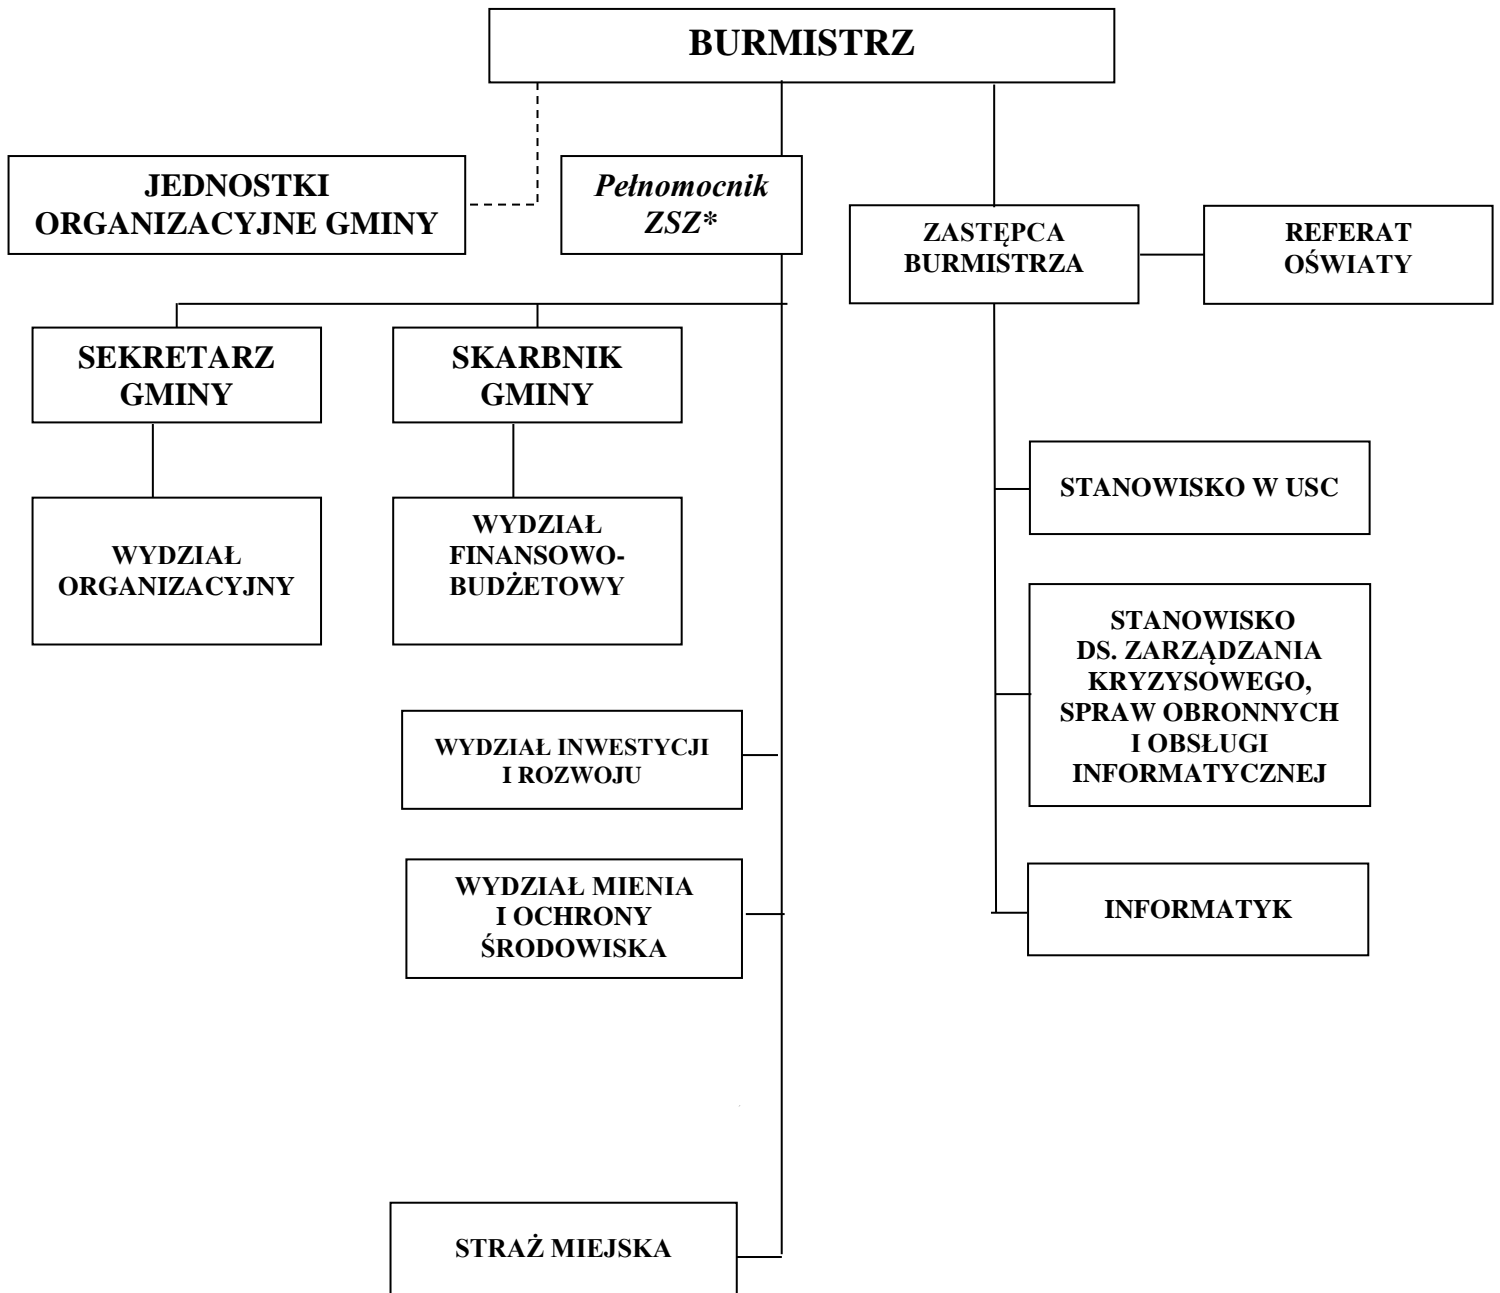 BURMISTRZ
JEDNOSTKI
ORGANIZACYJNE GMINY
Pełnomocnik
ZSZ*
ZASTĘPCA
BURMISTRZA
REFERAT
OŚWIATY
SEKRETARZ
GMINY
SKARBNIK
GMINY
WYDZIAŁ
ORGANIZACYJNY
WYDZIAŁ
FINANSOWO-
BUDŻETOWY
STANOWISKO W USC
STANOWISKO
DS. ZARZĄDZANIA
KRYZYSOWEGO,
SPRAW OBRONNYCH
I OBSŁUGI
INFORMATYCZNEJ
WYDZIAŁ INWESTYCJI
I ROZWOJU
WYDZIAŁ MIENIA
I OCHRONY
ŚRODOWISKA
INFORMATYK
STRAŻ MIEJSKA